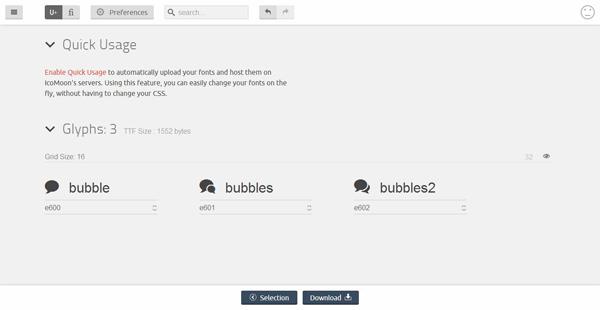 U+ fi Preferences search...
Quick Usage
Enable Quick Usage to automatically upload your fonts and host them on
IcoMoon's servers. Using this feature, you can easily change your fonts on the
fly, without having to change your CSS.
Glyphs: 3 TTF Size : 1552 bytes
Grid Size: 16 32
bubble bubbles bubbles2
e600 e601 e602
Selection Download